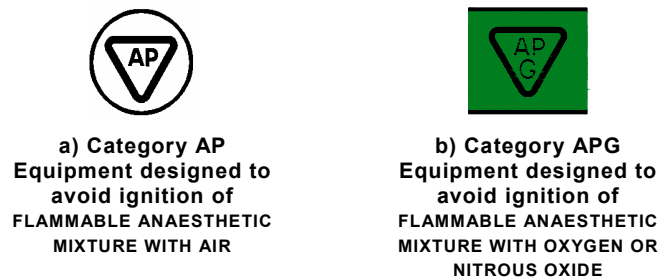 AP
a) Category AP
Equipment designed to
avoid ignition of
FLAMMABLE ANAESTHETIC
MIXTURE WITH AIR
AP
G
b) Category APG
Equipment designed to
avoid ignition of
FLAMMABLE ANAESTHETIC
MIXTURE WITH OXYGEN OR
NITROUS OXIDE